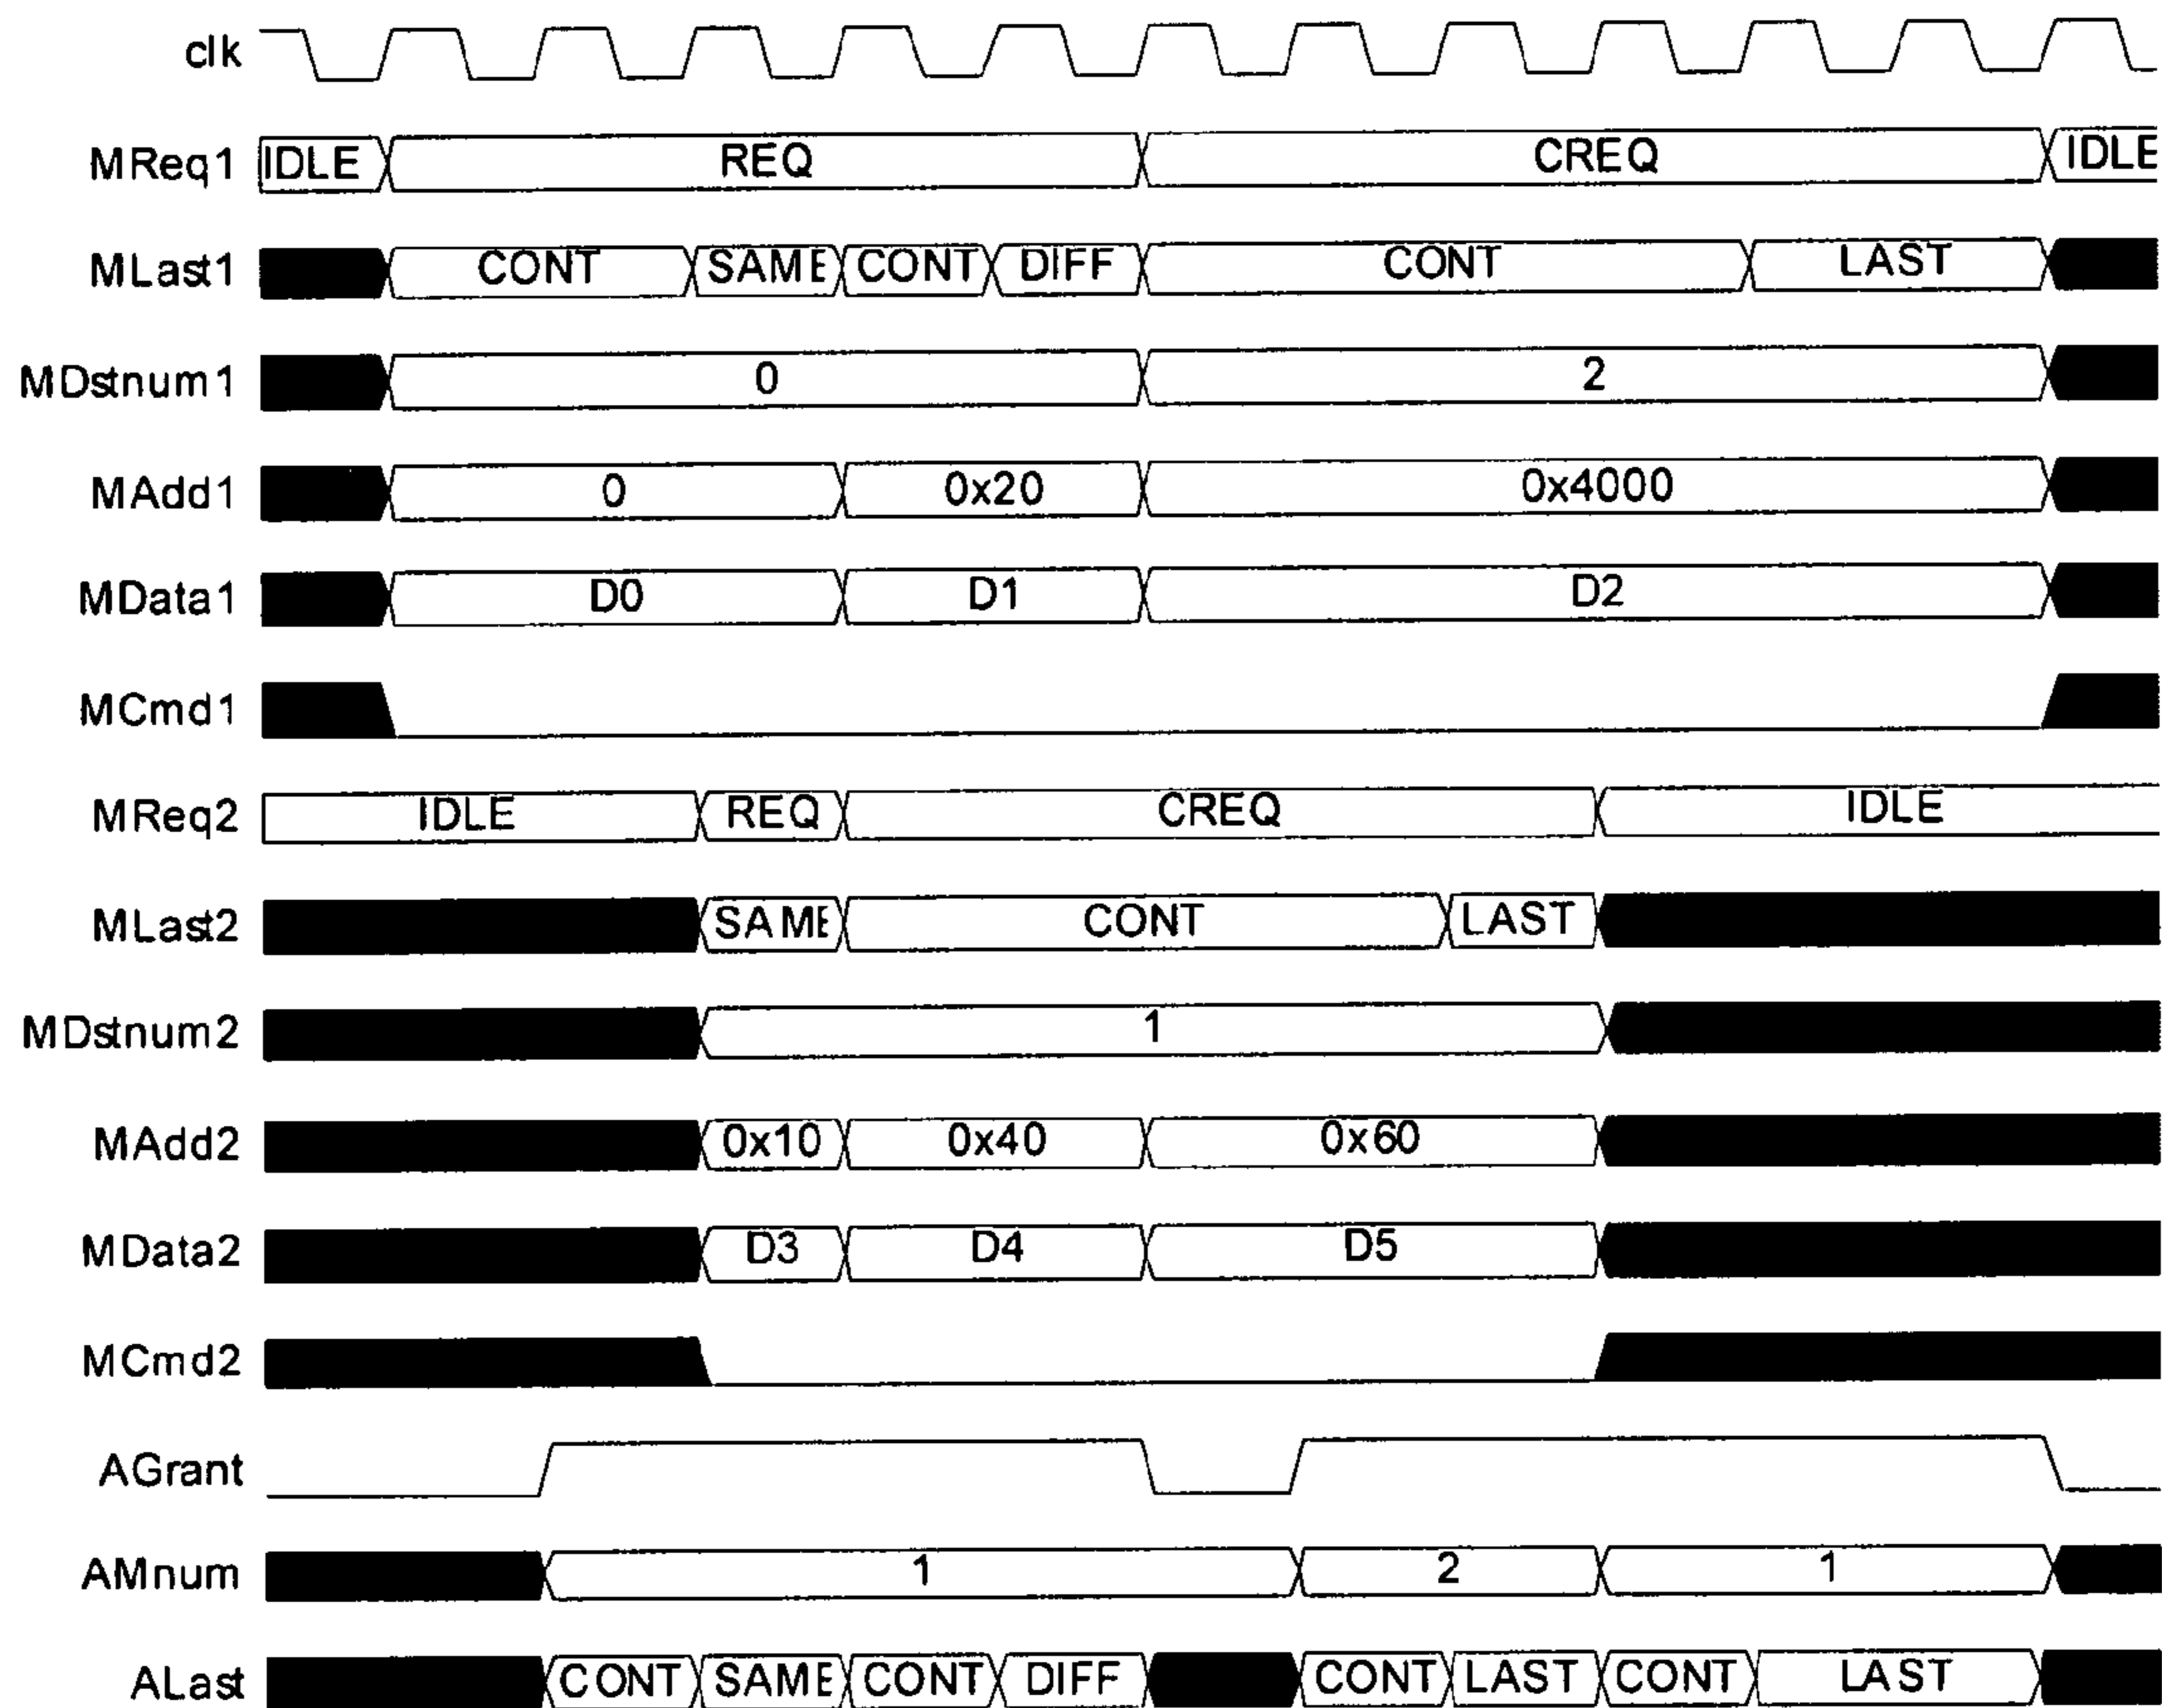 clk
MReq1 IDLE REQ CREQ IDLE
MLast1 CONT SAME CONT DIFF CONT LAST
MDstnum1 0 2
MAdd1 0 0x20 0x4000
MData1 D0 D1 D2
MCmd1
MReq2 IDLE REQ CREQ IDLE
MLast2 SAME CONT LAST
MDstnum2 1
MAdd2 0x10 0x40 0x60
MData2 D3 D4 D5
MCmd2
AGrant
AMnum 1 2 1
ALast CONT SAME CONT DIFF CONT LAST CONT LAST